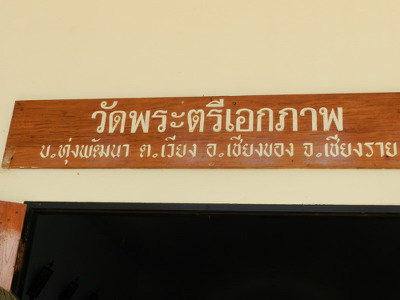 วัดพระตรีเอกภาพ
บ.ทุ่งพัฒนา ต.เวียง อ.เชียงของ จ.เชียงราย